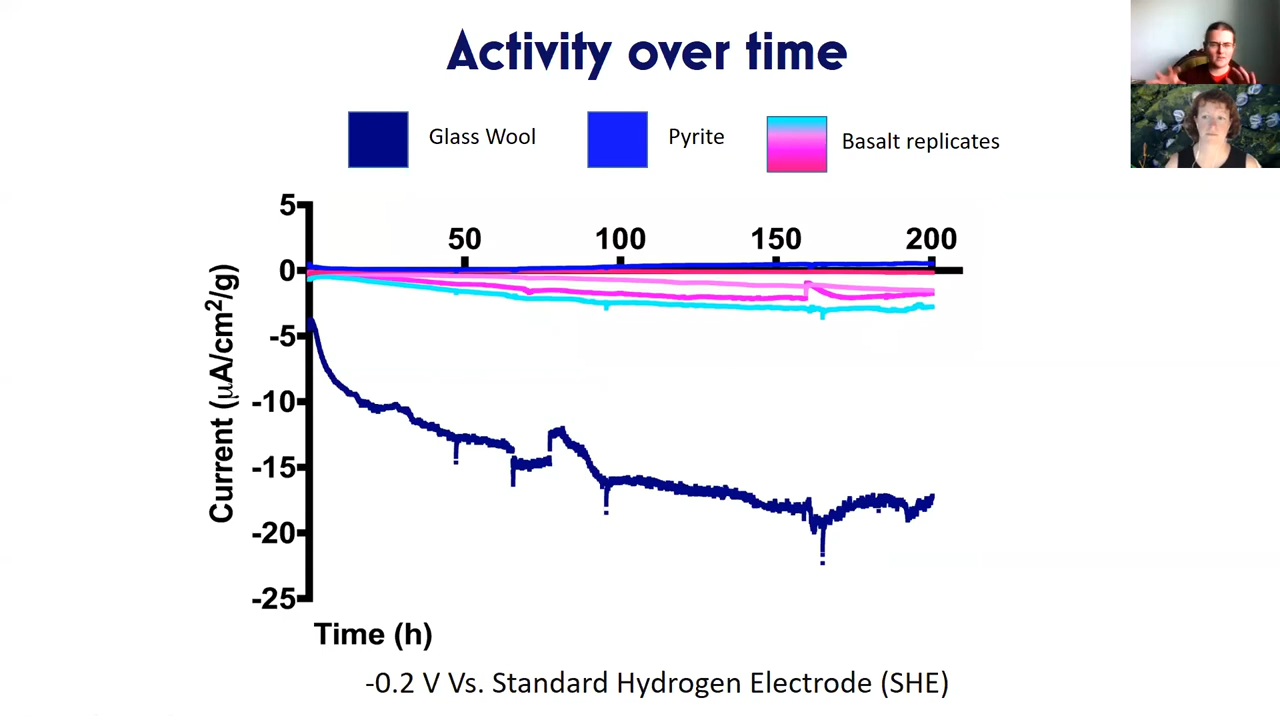 Activity over time
Glass Wool
Pyrite
Basalt replicates
5
50 100 150 200
0
-5
-10
-15
-20
-25
Current (µA/cm²/g)
Time (h)
-0.2 V Vs. Standard Hydrogen Electrode (SHE)